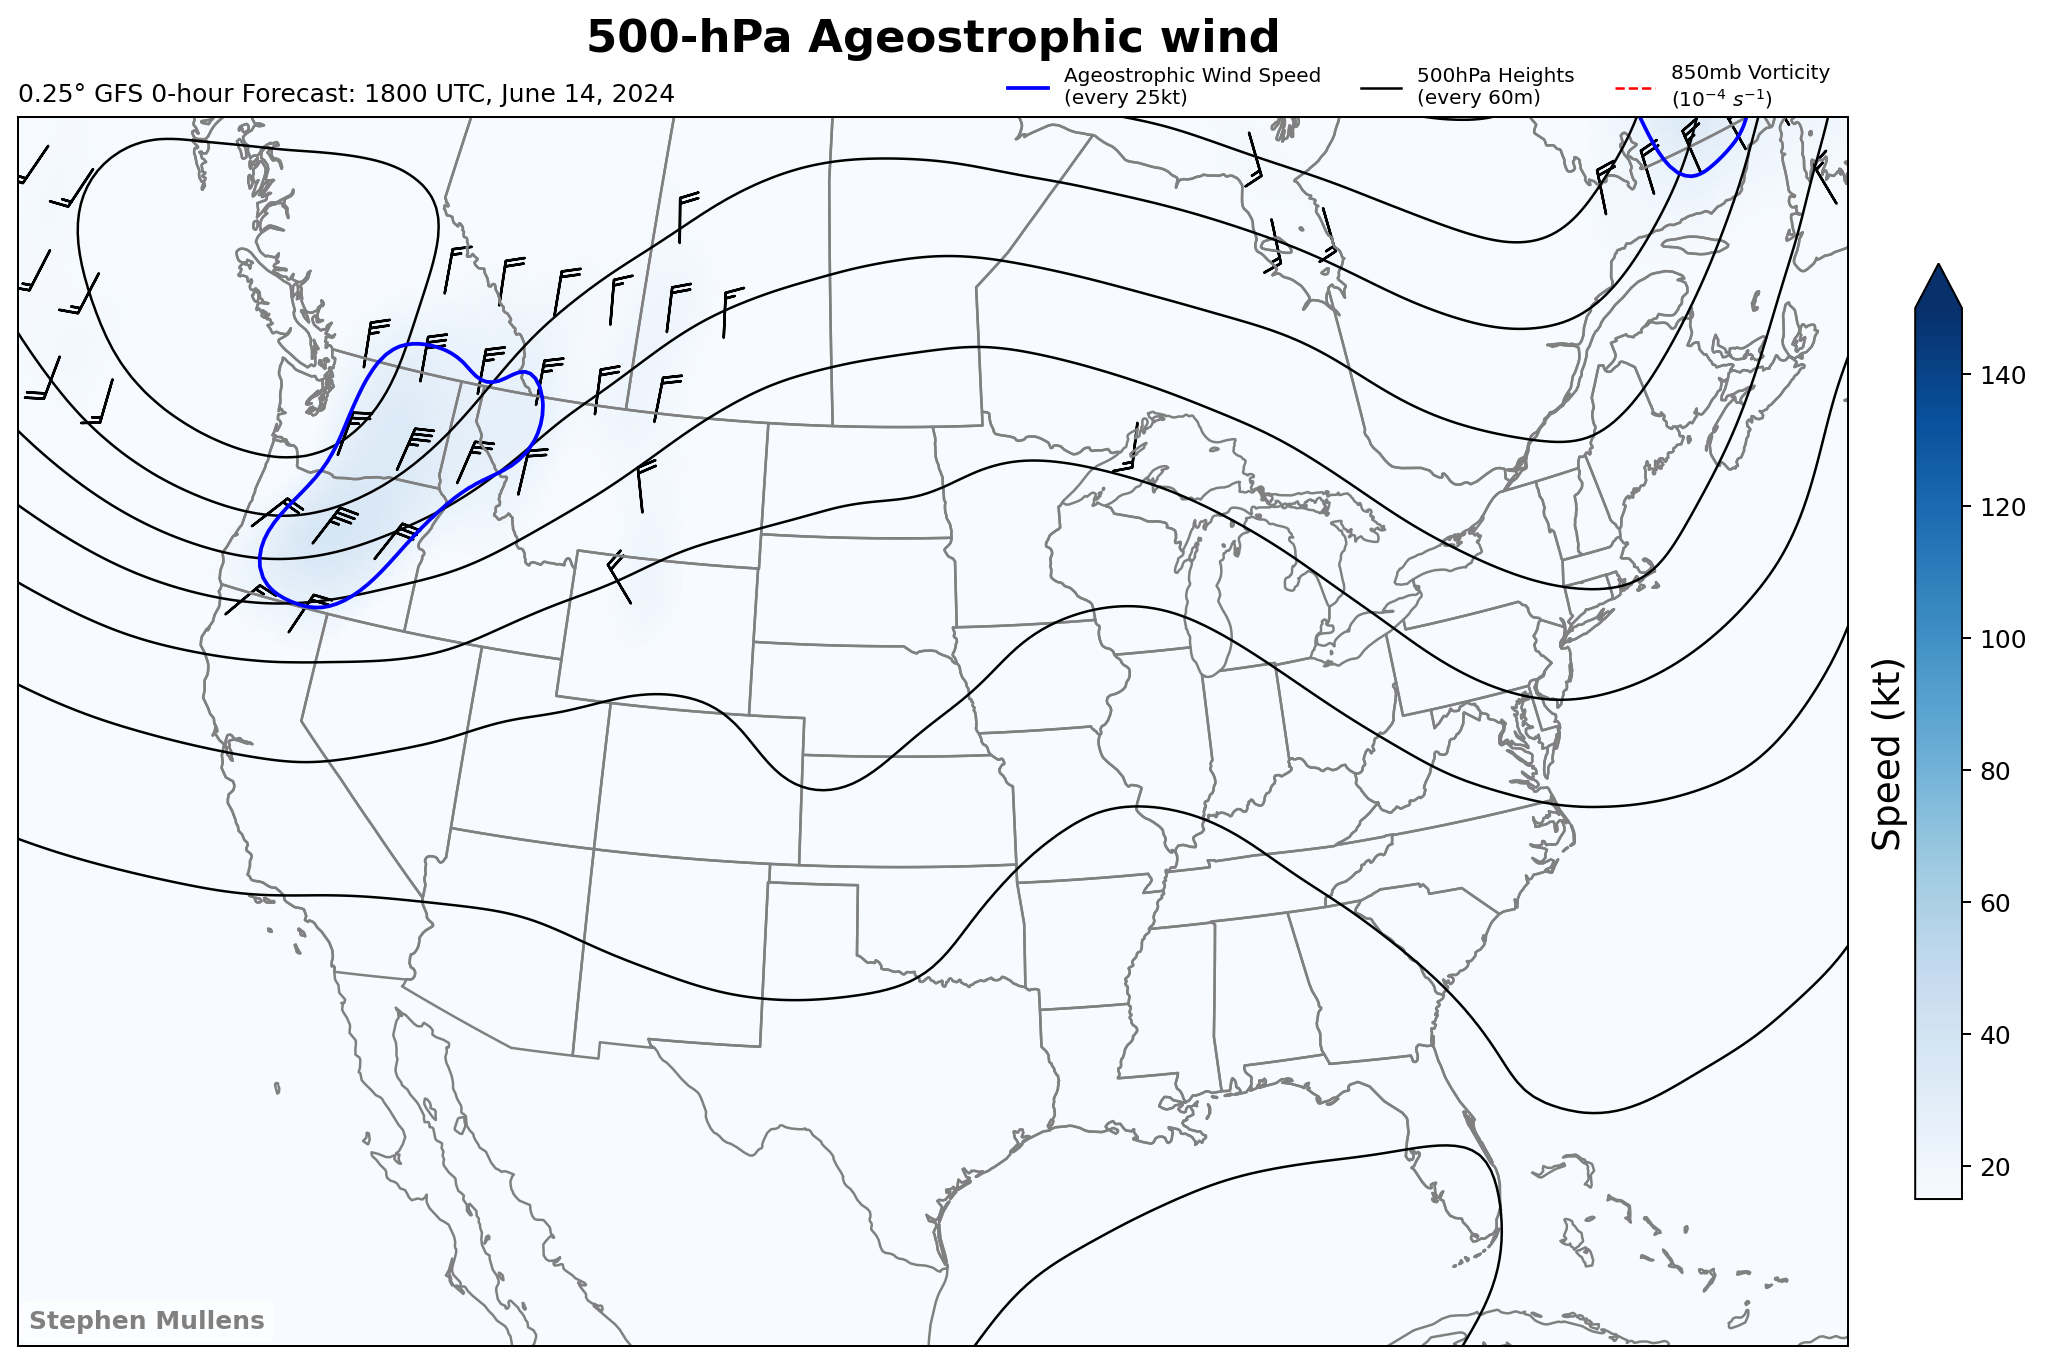 500-hPa Ageostrophic wind
0.25° GFS 0-hour Forecast: 1800 UTC, June 14, 2024
Ageostrophic Wind Speed
(every 25kt)
500hPa Heights
(every 60m)
850mb Vorticity
(10⁻⁴ s⁻¹)
140
120
100
80
60
40
20
Speed (kt)
Stephen Mullens